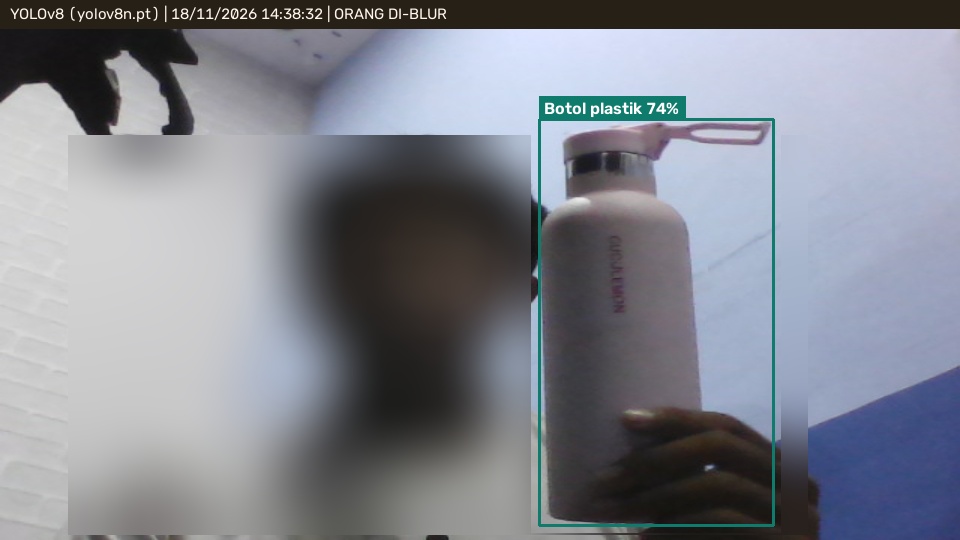 YOLOv8 (yolov8n.pt) | 18/11/2026 14:38:32 | ORANG DI-BLUR
Botol plastik 74%